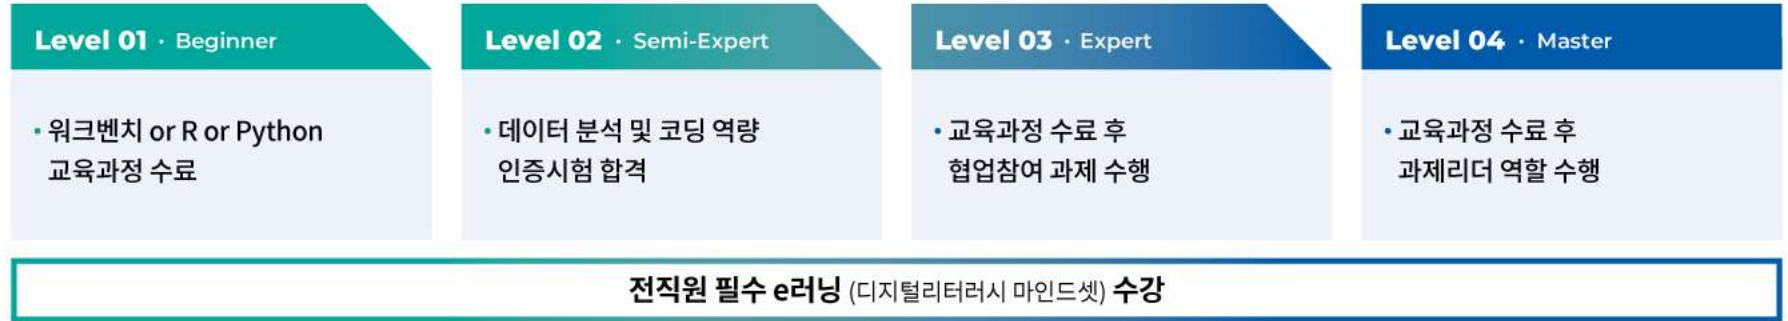 Level 01 · Beginner
• 워크벤치 or R or Python
교육과정 수료
Level 02 · Semi-Expert
• 데이터 분석 및 코딩 역량
인증시험 합격
Level 03 · Expert
• 교육과정 수료 후
협업참여 과제 수행
Level 04 · Master
• 교육과정 수료 후
과제리더 역할 수행
전직원 필수 e러닝 (디지털리터러시 마인드셋) 수강